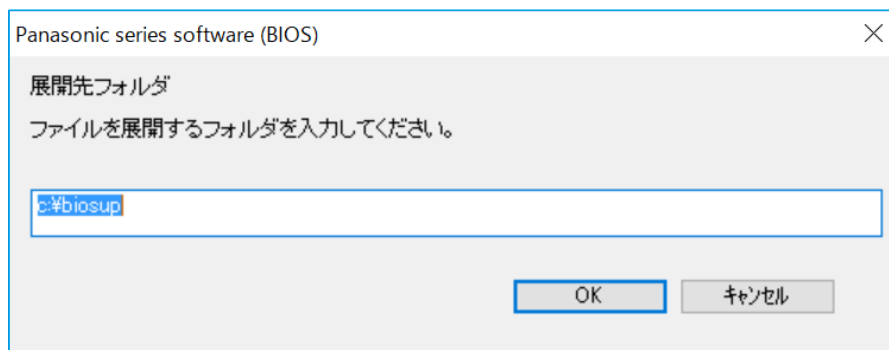 Panasonic series software (BIOS)
展開先フォルダ
ファイルを展開するフォルダを入力してください。
c:¥biosup
OK
キャンセル